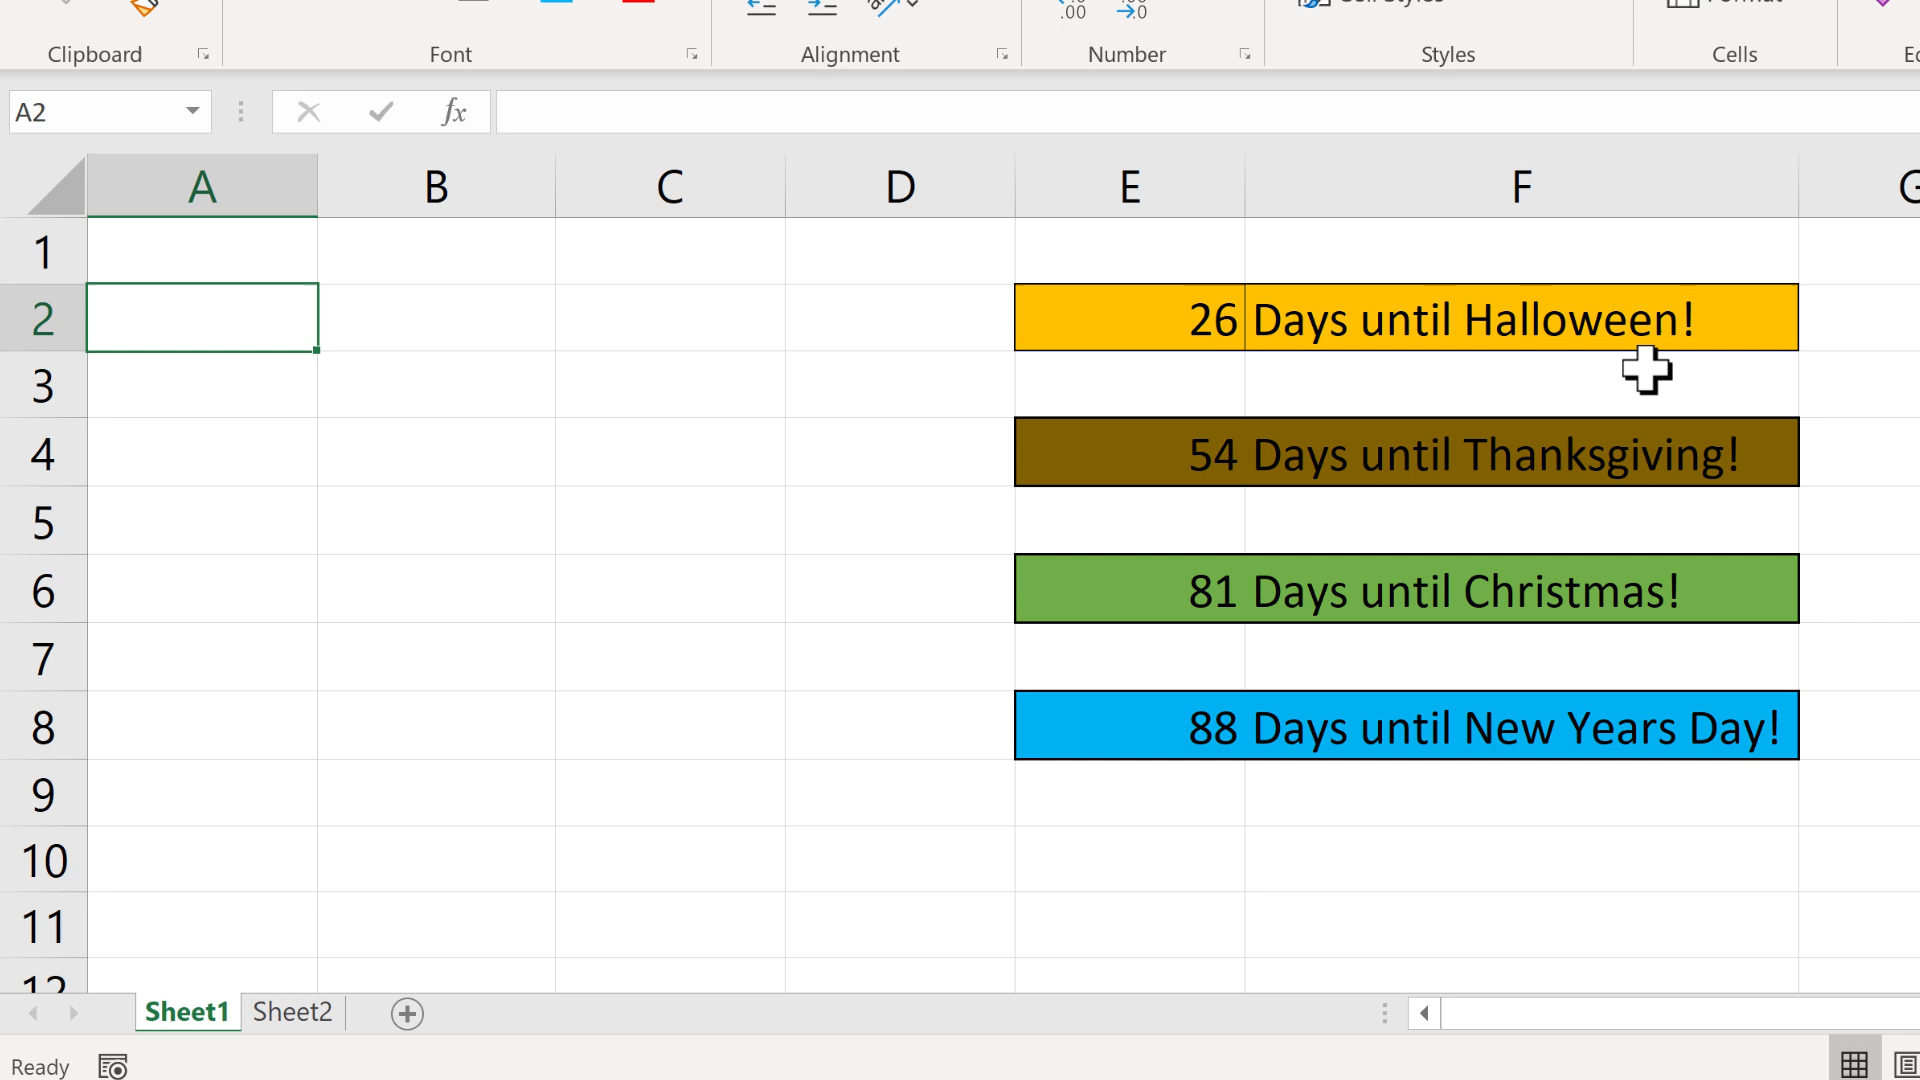 Clipboard Font Alignment Number Styles Cells
A2 fx
A B C D E F G
1
2 26 Days until Halloween!
3
4 54 Days until Thanksgiving!
5
6 81 Days until Christmas!
7
8 88 Days until New Years Day!
9
10
11
12
Sheet1 Sheet2
Ready